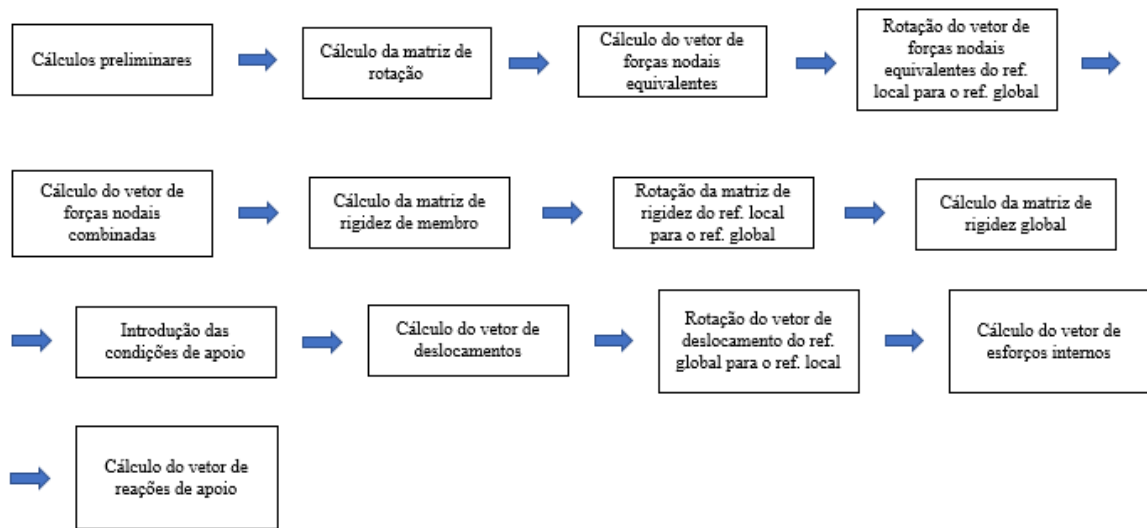 Cálculos preliminares
Cálculo da matriz de
rotação
Cálculo do vetor de
forças nodais
equivalentes
Rotação do vetor de
forças nodais
equivalentes do ref.
local para o ref. global
Cálculo do vetor de
forças nodais
combinadas
Cálculo da matriz de
rigidez de membro
Rotação da matriz de
rigidez do ref. local
para o ref. global
Cálculo da matriz de
rigidez global
Introdução das
condições de apoio
Cálculo do vetor de
deslocamentos
Rotação do vetor de
deslocamento do ref.
global para o ref. local
Cálculo do vetor de
esforços internos
Cálculo do vetor de
reações de apoio